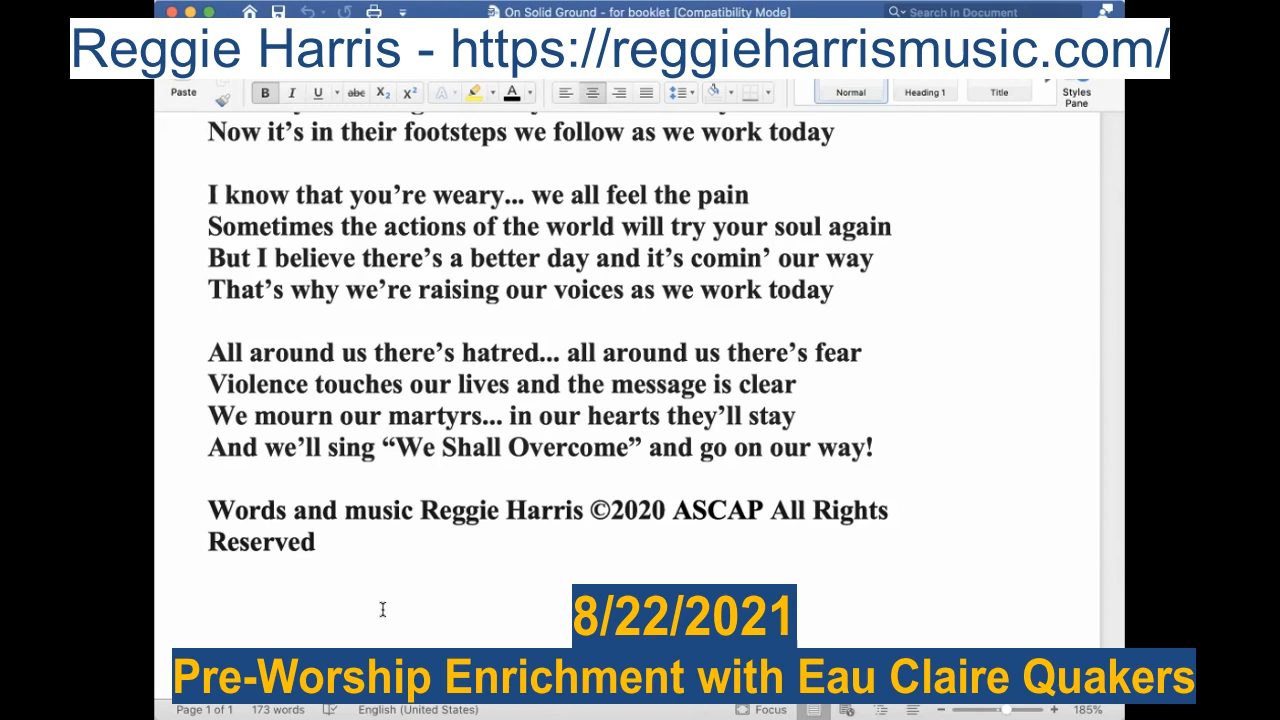 On Solid Ground - for booklet [Compatibility Mode]
Search in Document
Reggie Harris - https://reggieharrismusic.com/
Paste
B I U abc X₂ X² A A
Normal
Heading 1
Title
Styles
Pane
Now it’s in their footsteps we follow as we work today
I know that you’re weary... we all feel the pain
Sometimes the actions of the world will try your soul again
But I believe there’s a better day and it’s comin’ our way
That’s why we’re raising our voices as we work today
All around us there’s hatred... all around us there’s fear
Violence touches our lives and the message is clear
We mourn our martyrs... in our hearts they’ll stay
And we’ll sing “We Shall Overcome” and go on our way!
Words and music Reggie Harris ©2020 ASCAP All Rights
Reserved
8/22/2021
Pre-Worship Enrichment with Eau Claire Quakers
Page 1 of 1
173 words
English (United States)
Focus
185%